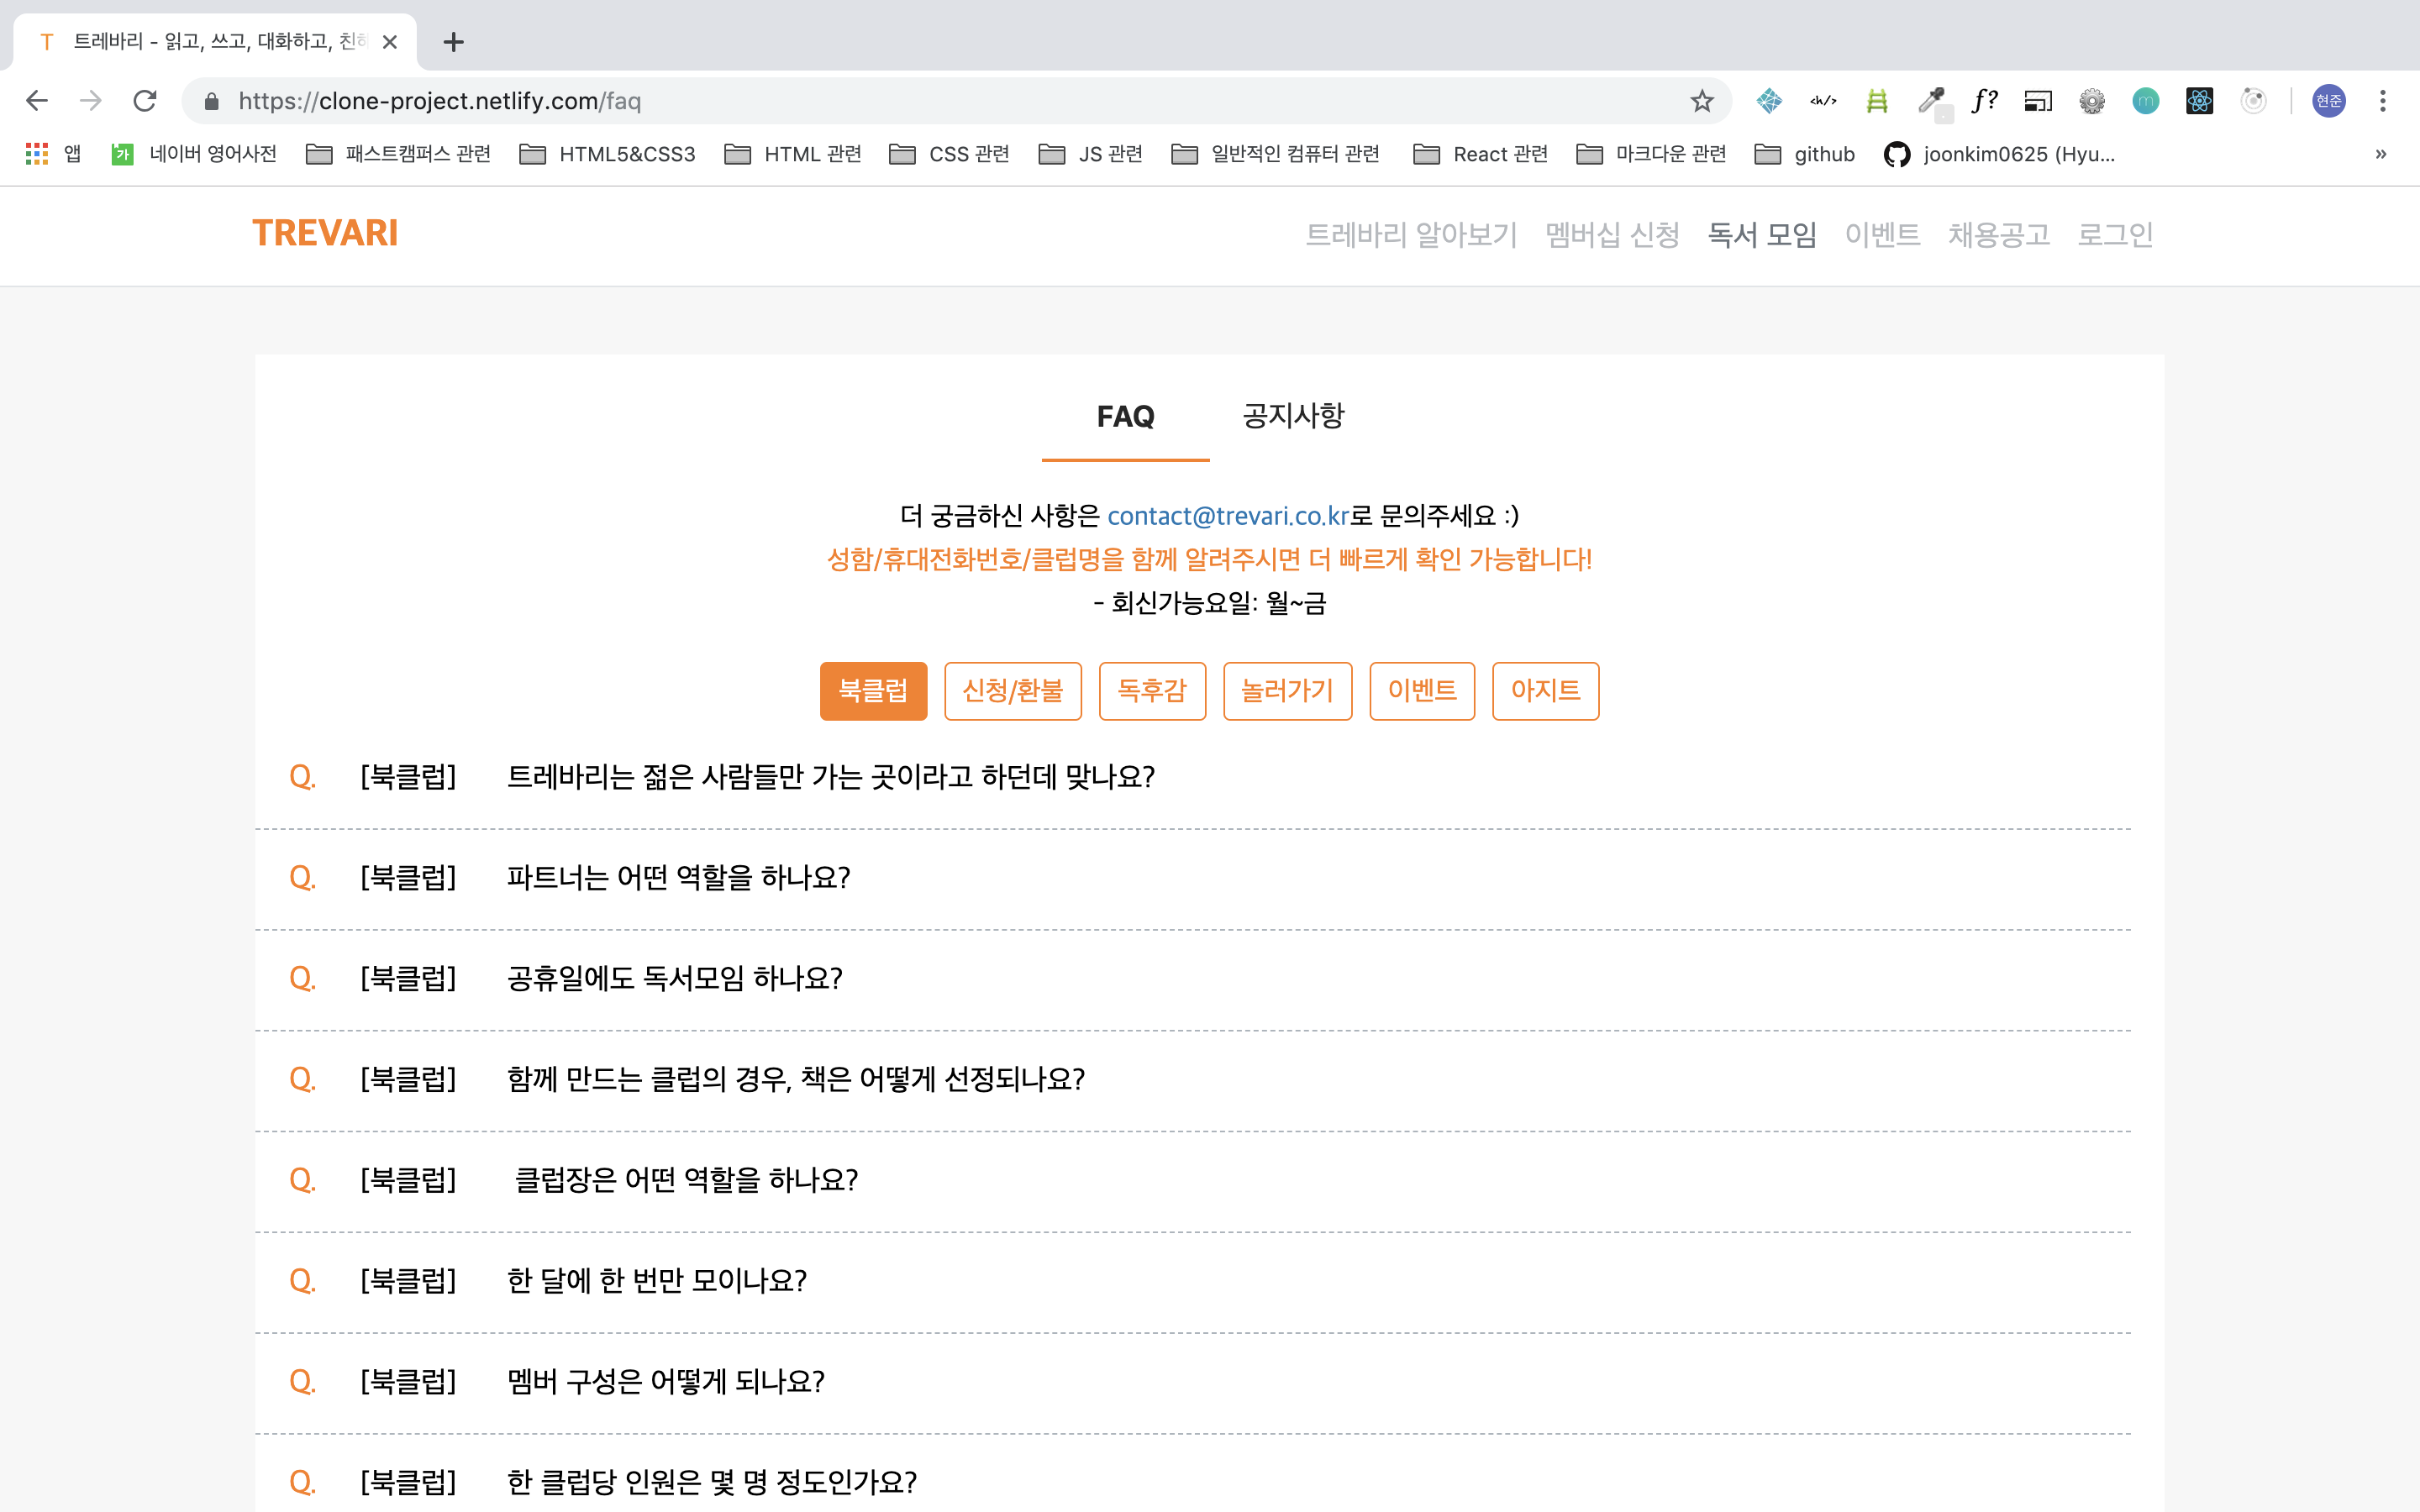 T 트레바리 - 읽고, 쓰고, 대화하고, 친하
https://clone-project.netlify.com/faq
</h/> f? m 현준
앱 가 네이버 영어사전 패스트캠퍼스 관련 HTML5&CSS3 HTML 관련 CSS 관련 JS 관련 일반적인 컴퓨터 관련 React 관련 마크다운 관련 github joonkim0625 (Hyu... »
TREVARI 트레바리 알아보기 멤버십 신청 독서 모임 이벤트 채용공고 로그인
FAQ 공지사항
더 궁금하신 사항은 contact@trevari.co.kr로 문의주세요 :)
성함/휴대전화번호/클럽명을 함께 알려주시면 더 빠르게 확인 가능합니다!
- 회신가능요일: 월~금
북클럽 신청/환불 독후감 놀러가기 이벤트 아지트
Q. [북클럽] 트레바리는 젊은 사람들만 가는 곳이라고 하던데 맞나요?
Q. [북클럽] 파트너는 어떤 역할을 하나요?
Q. [북클럽] 공휴일에도 독서모임 하나요?
Q. [북클럽] 함께 만드는 클럽의 경우, 책은 어떻게 선정되나요?
Q. [북클럽] 클럽장은 어떤 역할을 하나요?
Q. [북클럽] 한 달에 한 번만 모이나요?
Q. [북클럽] 멤버 구성은 어떻게 되나요?
Q. [북클럽] 한 클럽당 인원은 몇 명 정도인가요?